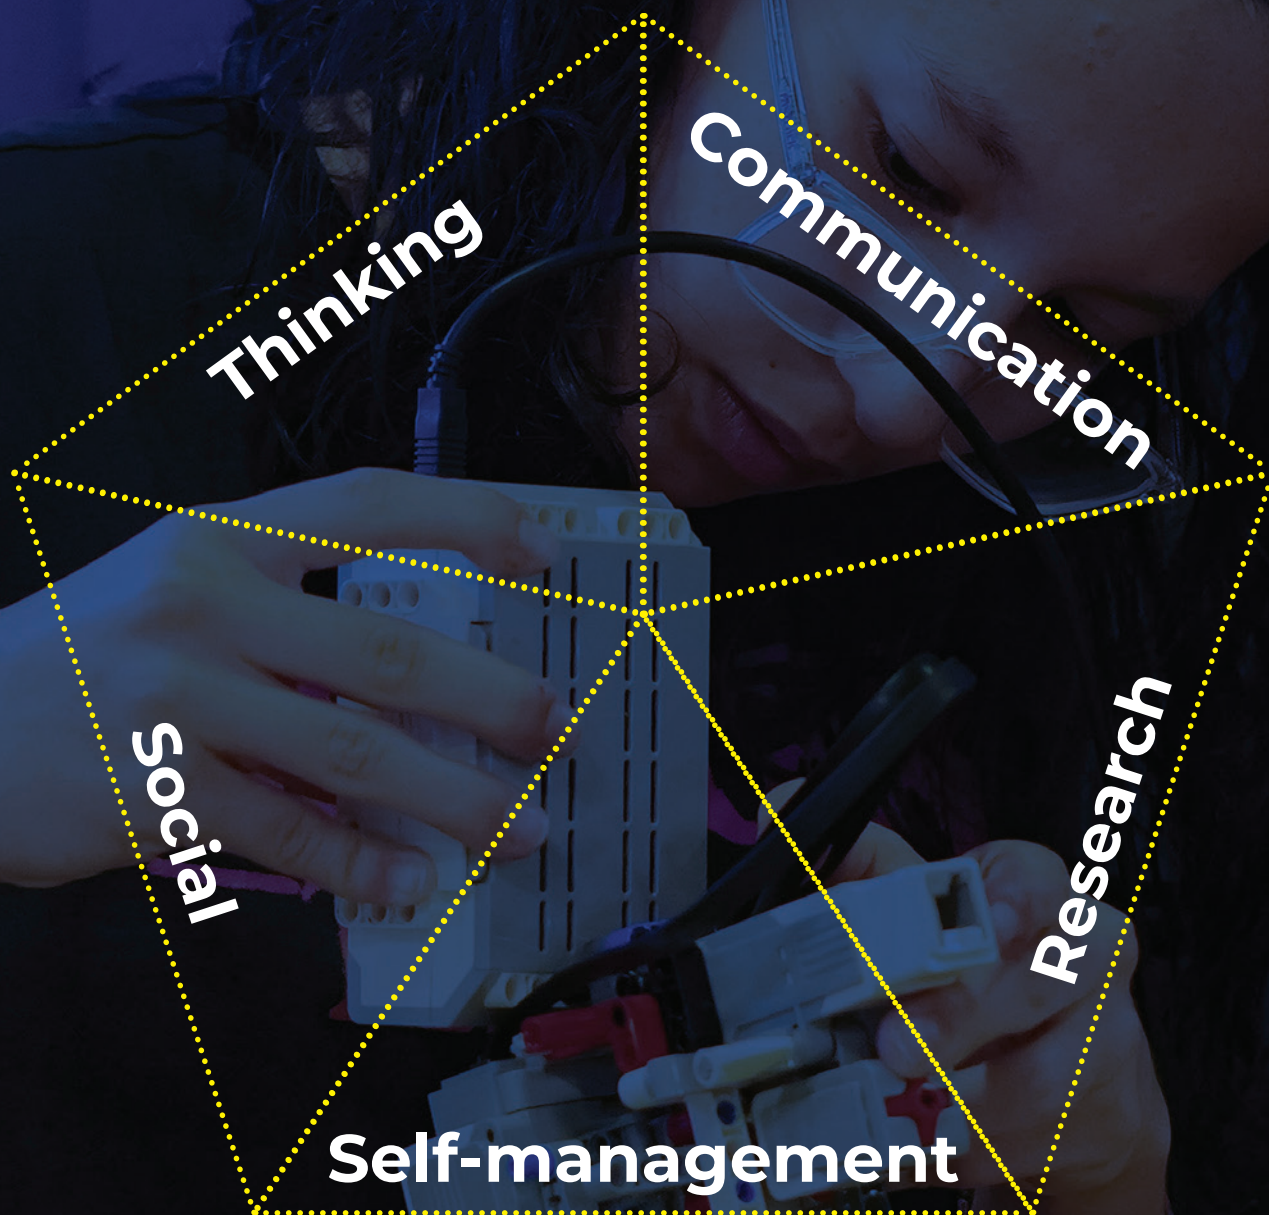 Thinking
Communication
Social
Research
Self-management